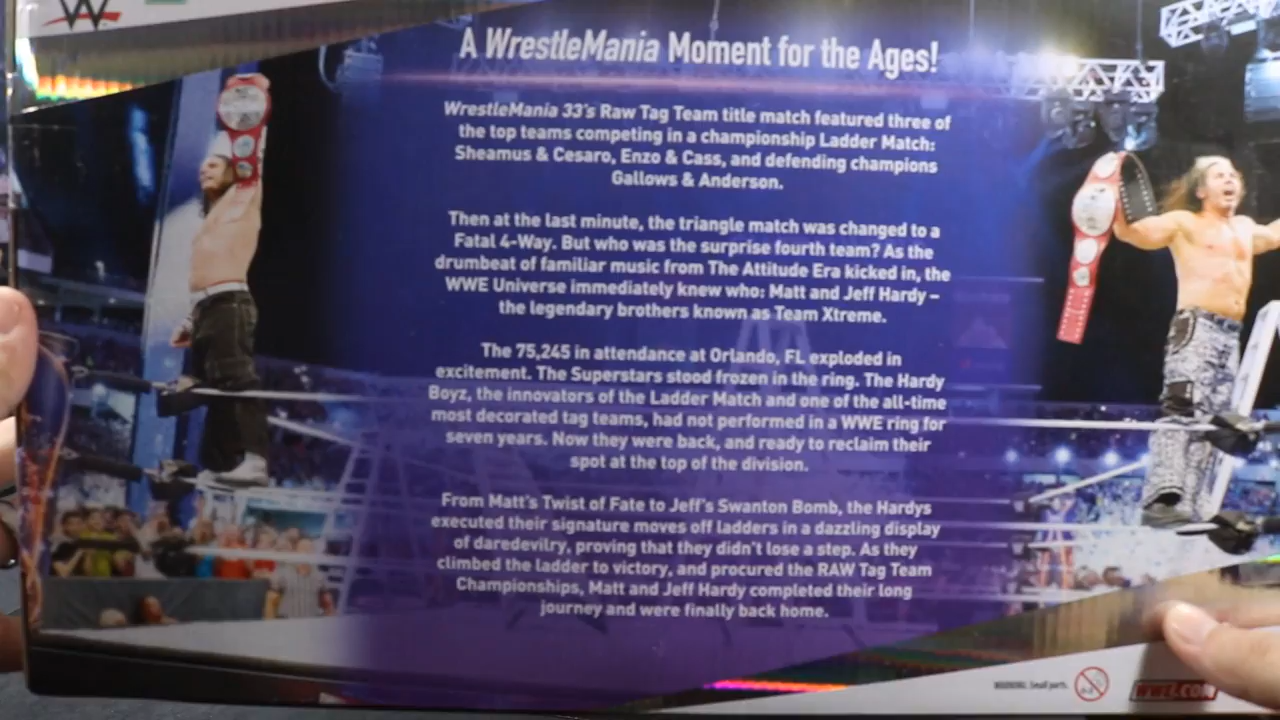 W
A WrestleMania Moment for the Ages!
WrestleMania 33's Raw Tag Team title match featured three of
the top teams competing in a championship Ladder Match:
Sheamus & Cesaro, Enzo & Cass, and defending champions
Gallows & Anderson.
Then at the last minute, the triangle match was changed to a
Fatal 4-Way. But who was the surprise fourth team? As the
drumbeat of familiar music from The Attitude Era kicked in, the
WWE Universe immediately knew who: Matt and Jeff Hardy –
the legendary brothers known as Team Xtreme.
The 75,245 in attendance at Orlando, FL exploded in
excitement. The Superstars stood frozen in the ring. The Hardy
Boyz, the innovators of the Ladder Match and one of the all-time
most decorated tag teams, had not performed in a WWE ring for
seven years. Now they were back, and ready to reclaim their
spot at the top of the division.
From Matt's Twist of Fate to Jeff's Swanton Bomb, the Hardys
executed their signature moves off ladders in a dazzling display
of daredevilry, proving that they didn't lose a step. As they
climbed the ladder to victory, and procured the RAW Tag Team
Championships, Matt and Jeff Hardy completed their long
journey and were finally back home.
WARNING: Small parts.
WWE.COM